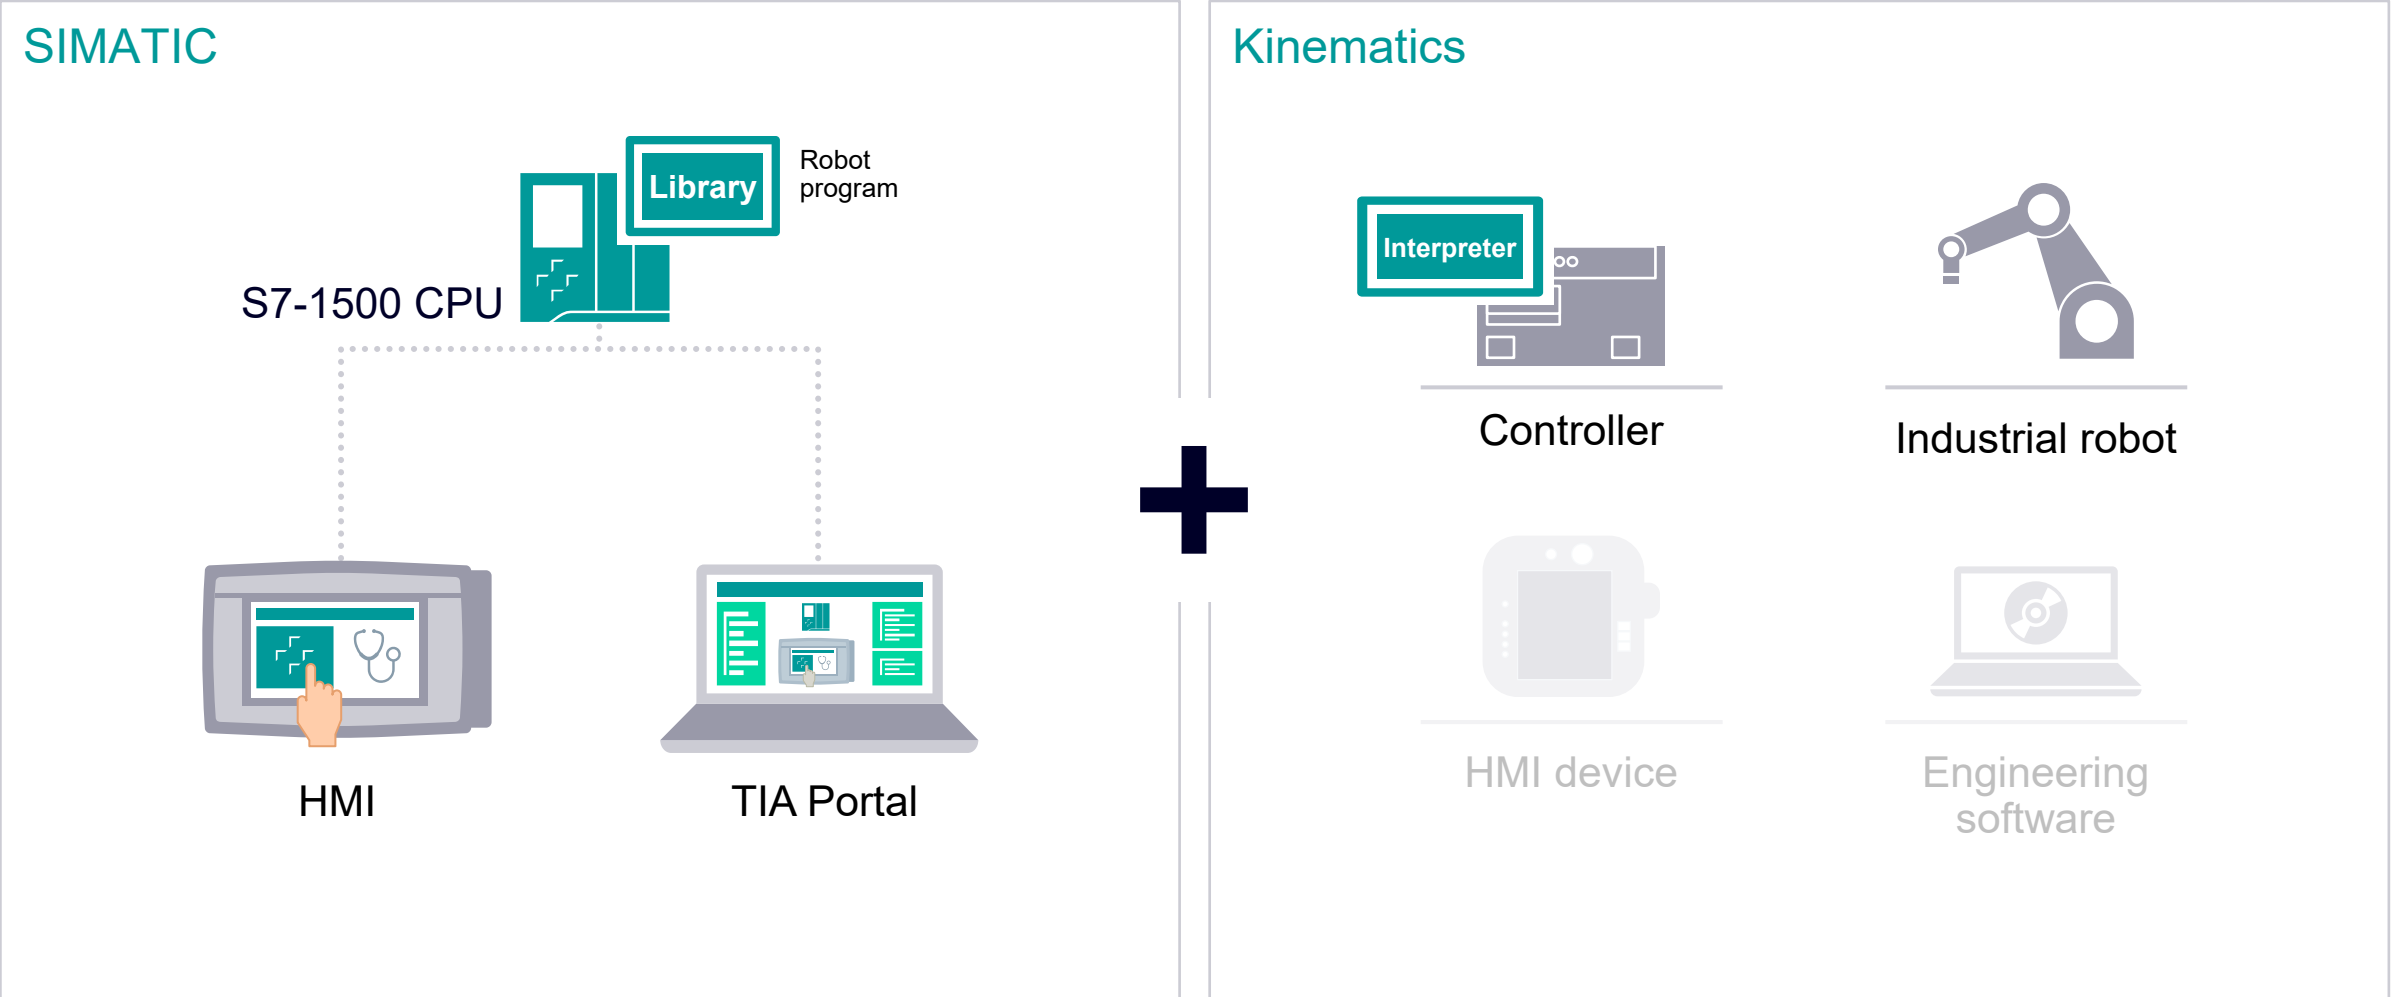 SIMATIC
Library
Robot
program
S7-1500 CPU
HMI
TIA Portal
Kinematics
Interpreter
Controller
Industrial robot
HMI device
Engineering
software